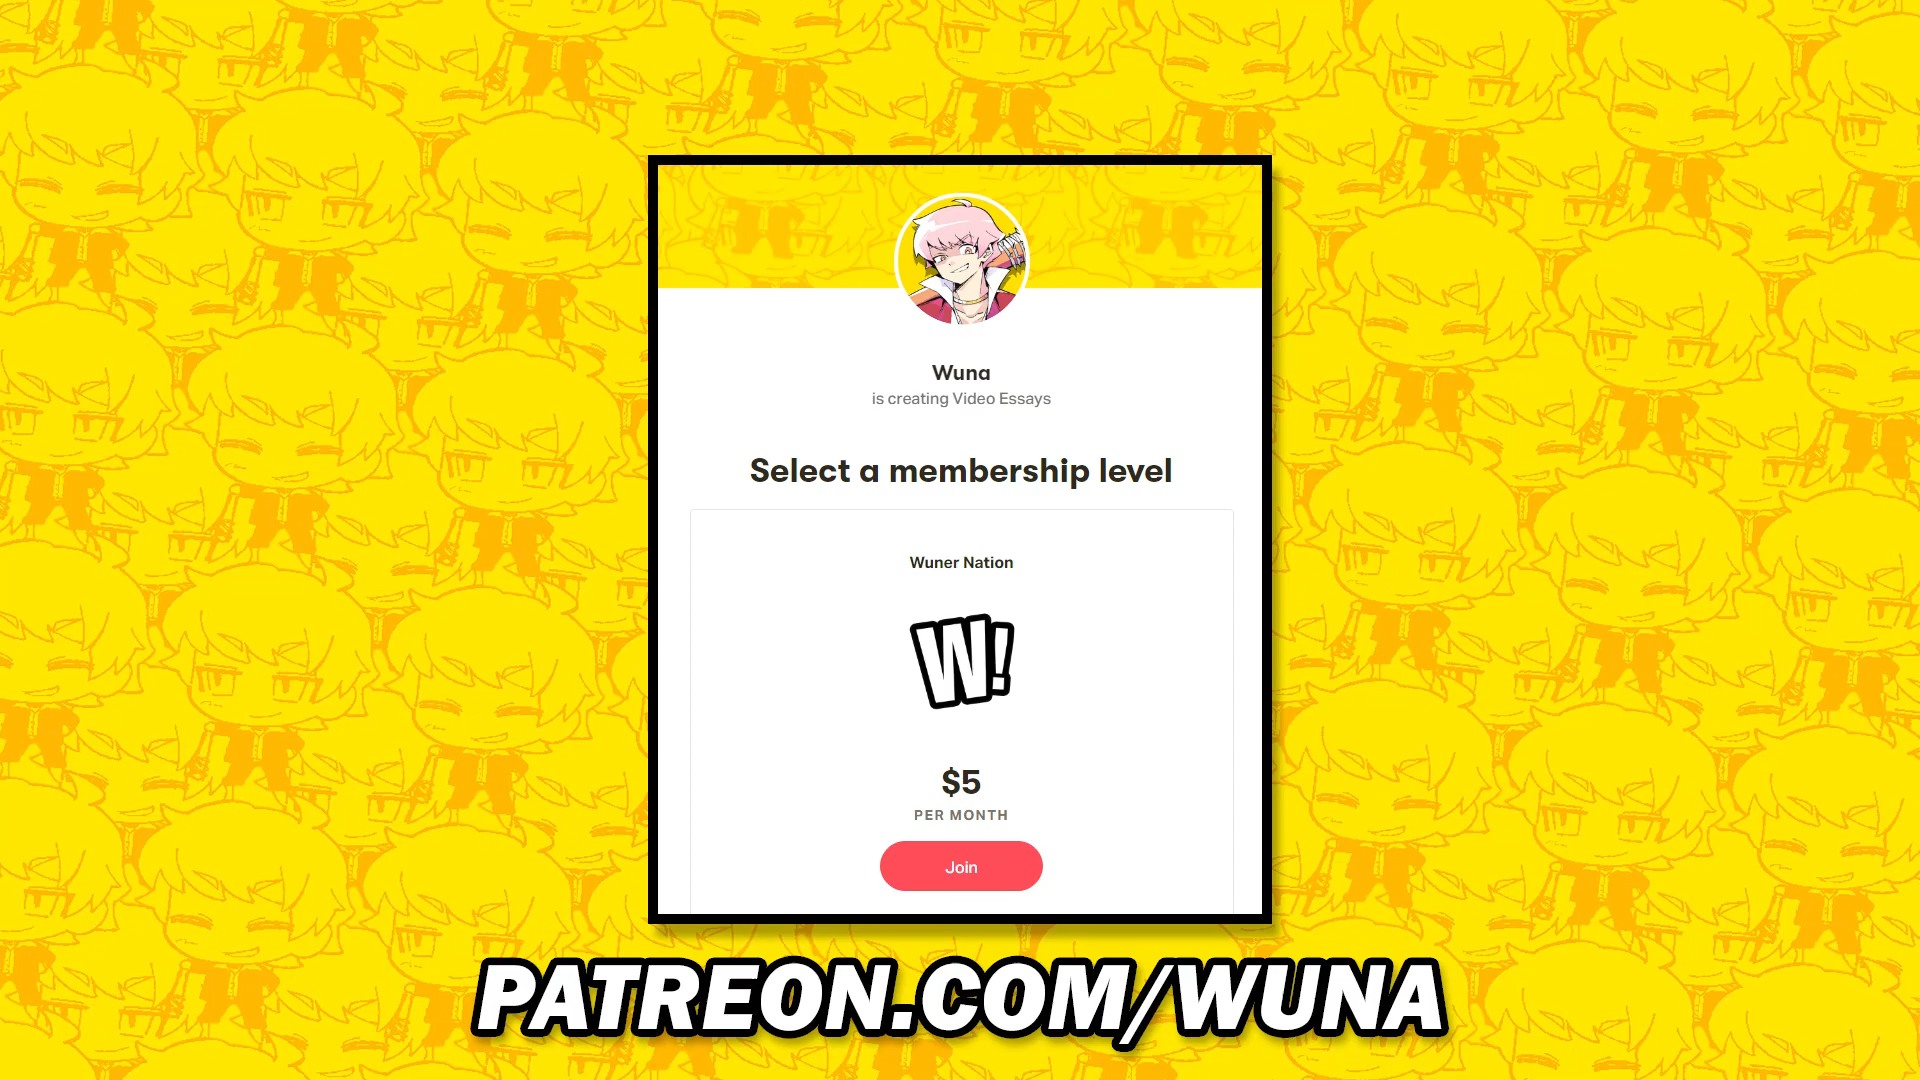 Wuna
is creating Video Essays
Select a membership level
Wuner Nation
W!
$5
PER MONTH
Join
PATREON.COM/WUNA